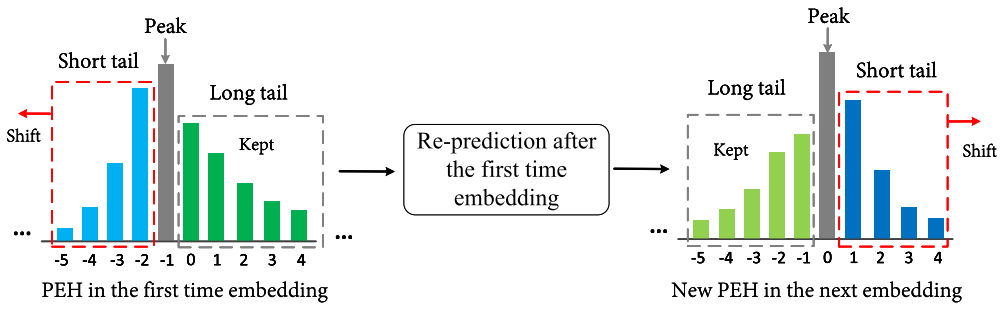 Peak
Short tail
Long tail
Shift
Kept
...
...
-5 -4 -3 -2 -1 0 1 2 3 4
PEH in the first time embedding
Re-prediction after
the first time
embedding
Peak
Long tail
Short tail
Kept
Shift
...
-5 -4 -3 -2 -1 0 1 2 3 4
New PEH in the next embedding